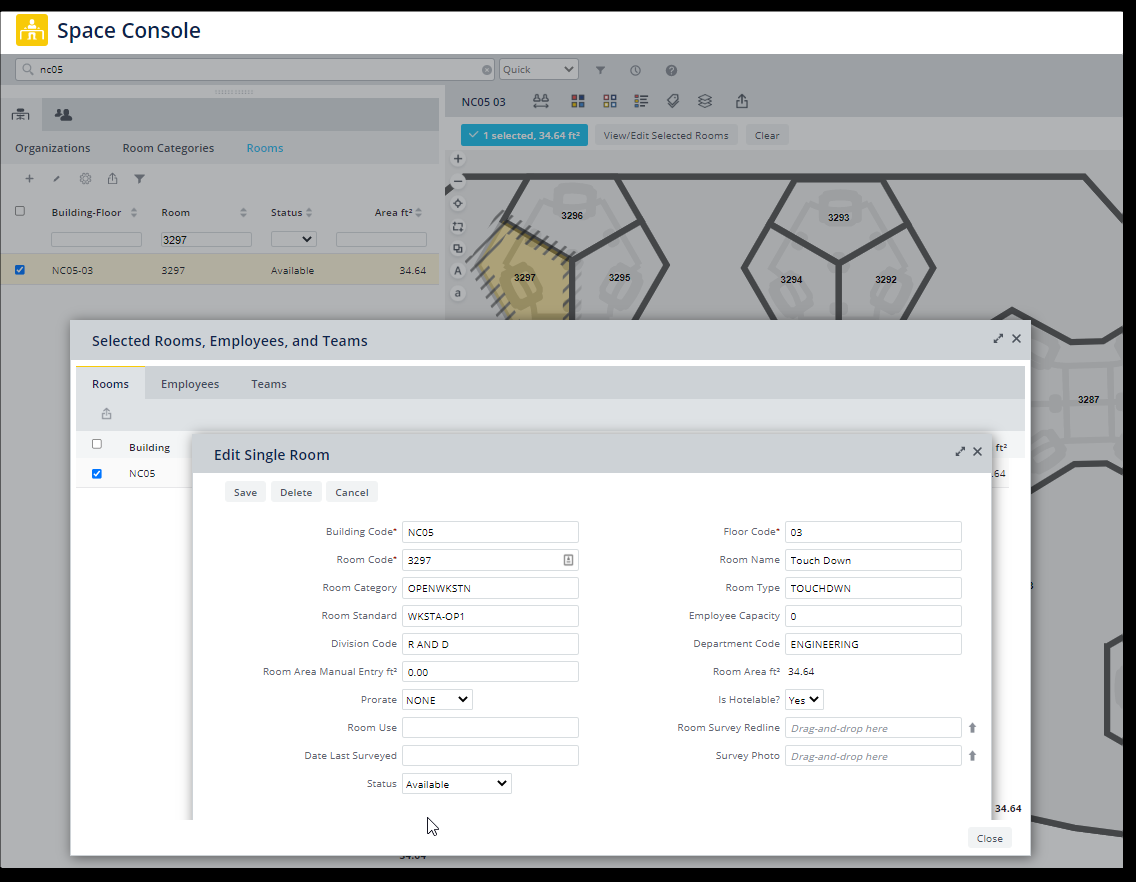 Space Console
nc05
Quick
NC05 03
1 selected, 34.64 ft²
View/Edit Selected Rooms
Clear
Organizations
Room Categories
Rooms
Building-Floor
Room
Status
Area ft²
3297
NC05-03
3297
Available
34.64
A
a
3296
3297
3295
3293
3294
3292
3287
Selected Rooms, Employees, and Teams
Rooms
Employees
Teams
Building
ft²
NC05
.64
Edit Single Room
Save
Delete
Cancel
Building Code* NC05
Floor Code* 03
Room Code* 3297
Room Name Touch Down
Room Category OPENWKSTN
Room Type TOUCHDWN
Room Standard WKSTA-OP1
Employee Capacity 0
Division Code R AND D
Department Code ENGINEERING
Room Area Manual Entry ft² 0.00
Room Area ft² 34.64
Prorate NONE
Is Hotelable? Yes
Room Use
Room Survey Redline Drag-and-drop here
Date Last Surveyed
Survey Photo Drag-and-drop here
Status Available
34.64
Close
34.64